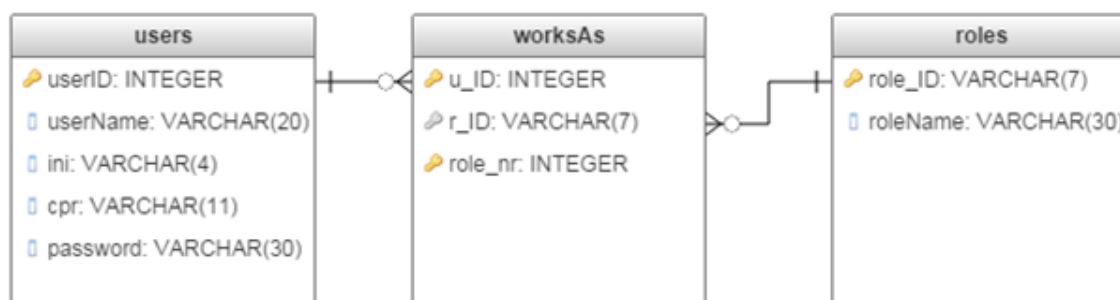 users
userID: INTEGER
userName: VARCHAR(20)
ini: VARCHAR(4)
cpr: VARCHAR(11)
password: VARCHAR(30)
worksAs
u_ID: INTEGER
r_ID: VARCHAR(7)
role_nr: INTEGER
roles
role_ID: VARCHAR(7)
roleName: VARCHAR(30)